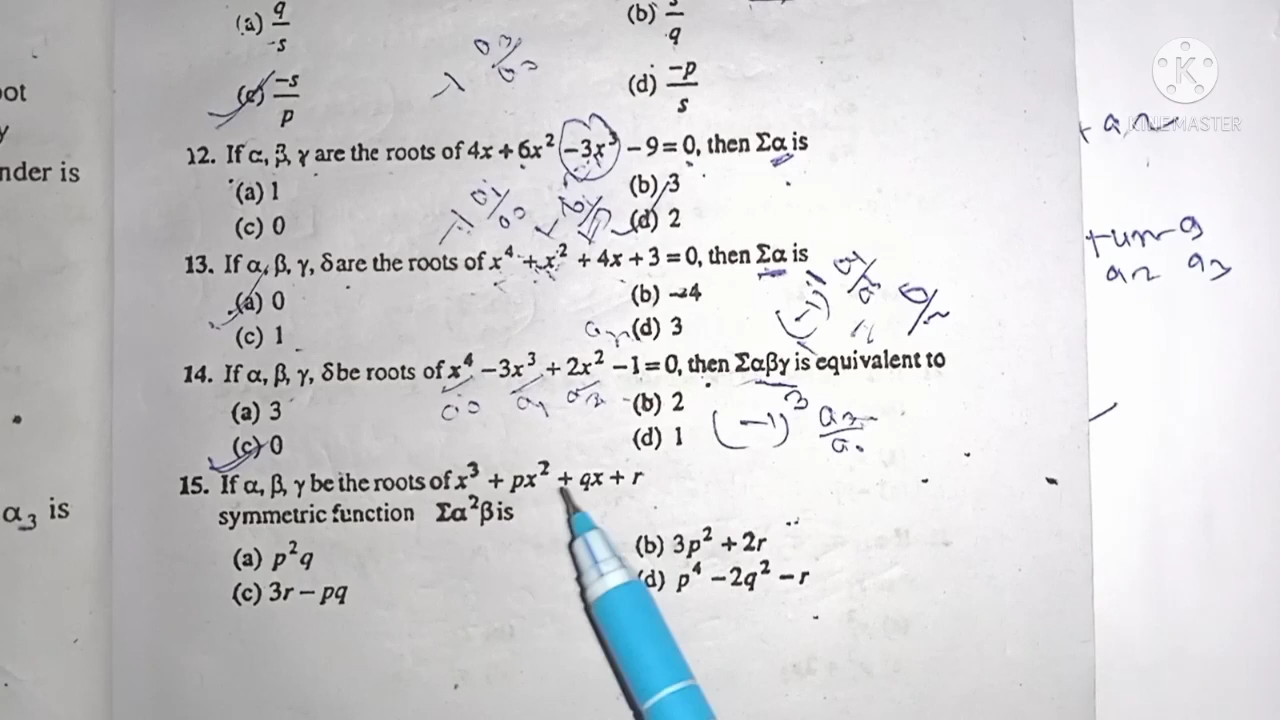 (a) q/-s
(b) /q
(c) -s/p
(d) -p/s
12. If α, β, γ are the roots of 4x + 6x² -3x³ - 9 = 0, then Σα is
(a) 1
(b) 3
(c) 0
(d) 2
13. If α, β, γ, δ are the roots of x⁴ + x² + 4x + 3 = 0, then Σα is
(a) 0
(b) -4
(c) 1
(d) 3
14. If α, β, γ, δ be roots of x⁴ - 3x³ + 2x² - 1 = 0, then Σαβγ is equivalent to
(a) 3
(b) 2
(c) 0
(d) 1
(-1)³ a₃/a₀
15. If α, β, γ be the roots of x³ + px² + qx + r
symmetric function Σα²β is
(a) p²q
(b) 3p² + 2r
(c) 3r - pq
(d) p⁴ - 2q² - r
nder is
α₃ is
K
KINEMASTER